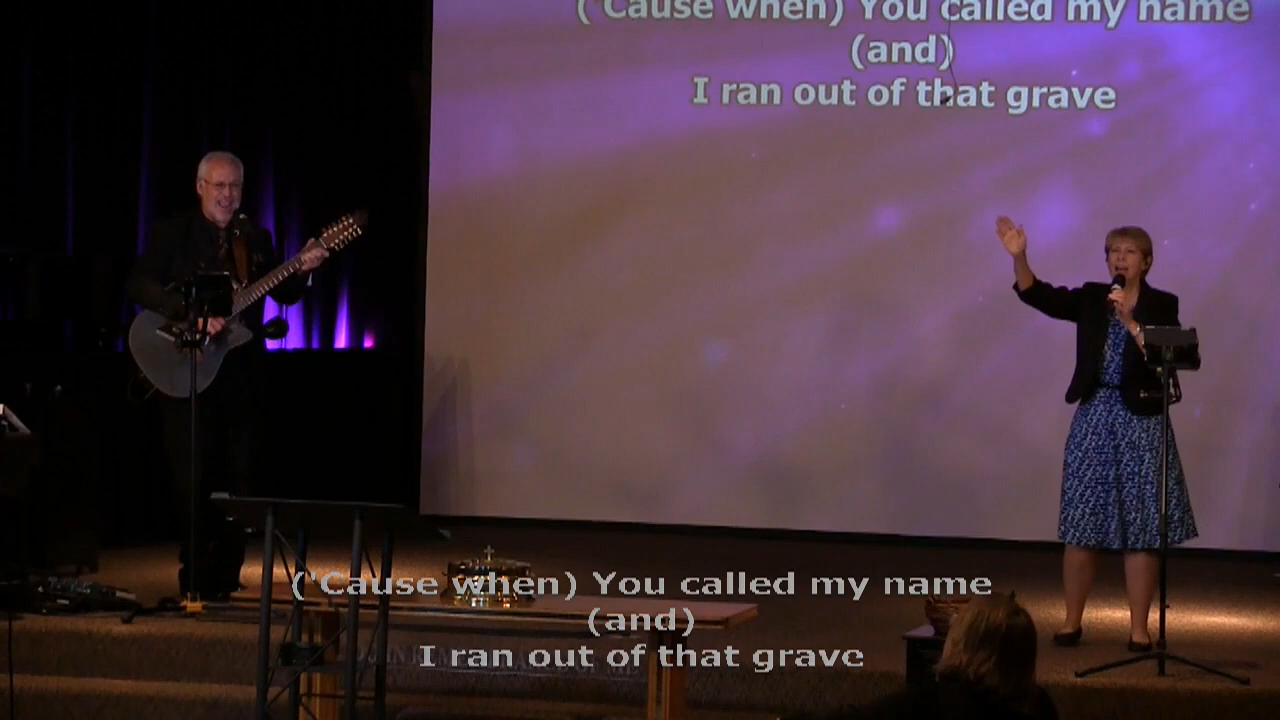 ('Cause when) You called my name
(and)
I ran out of that grave
('Cause when) You called my name
(and)
I ran out of that grave